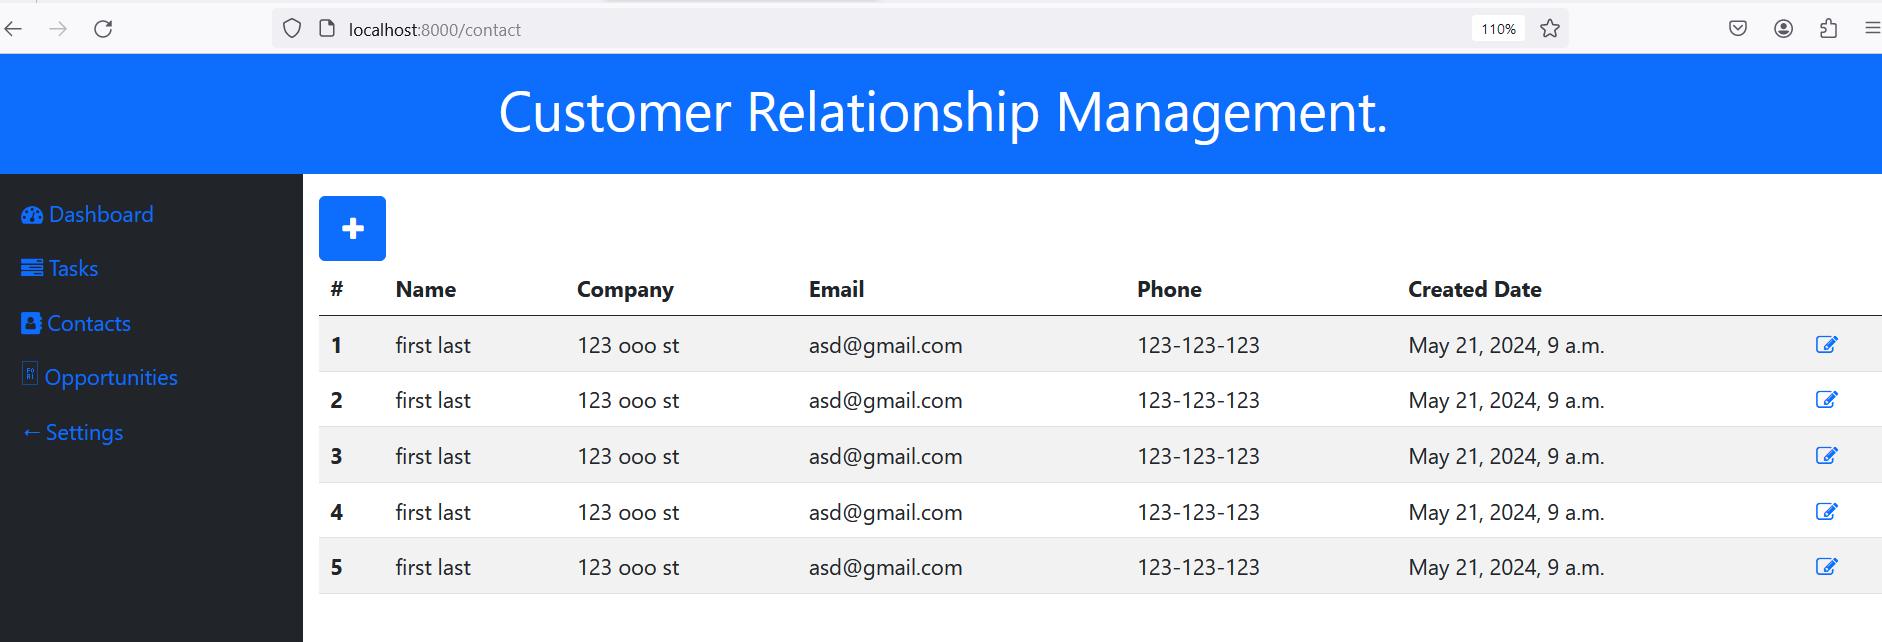 localhost:8000/contact 110%
Customer Relationship Management.
Dashboard
Tasks
Contacts
Opportunities
Settings
# Name Company Email Phone Created Date
1 first last 123 ooo st asd@gmail.com 123-123-123 May 21, 2024, 9 a.m.
2 first last 123 ooo st asd@gmail.com 123-123-123 May 21, 2024, 9 a.m.
3 first last 123 ooo st asd@gmail.com 123-123-123 May 21, 2024, 9 a.m.
4 first last 123 ooo st asd@gmail.com 123-123-123 May 21, 2024, 9 a.m.
5 first last 123 ooo st asd@gmail.com 123-123-123 May 21, 2024, 9 a.m.